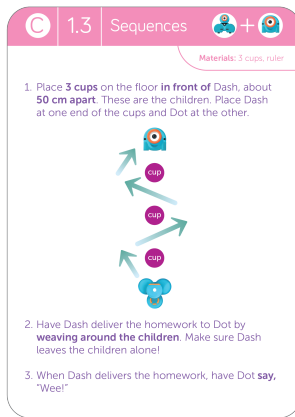 C 1.3 Sequences +
Materials: 3 cups, ruler
1. Place 3 cups on the floor in front of Dash, about
50 cm apart. These are the children. Place Dash
at one end of the cups and Dot at the other.
cup
cup
cup
2. Have Dash deliver the homework to Dot by
weaving around the children. Make sure Dash
leaves the children alone!
3. When Dash delivers the homework, have Dot say,
"Wee!"